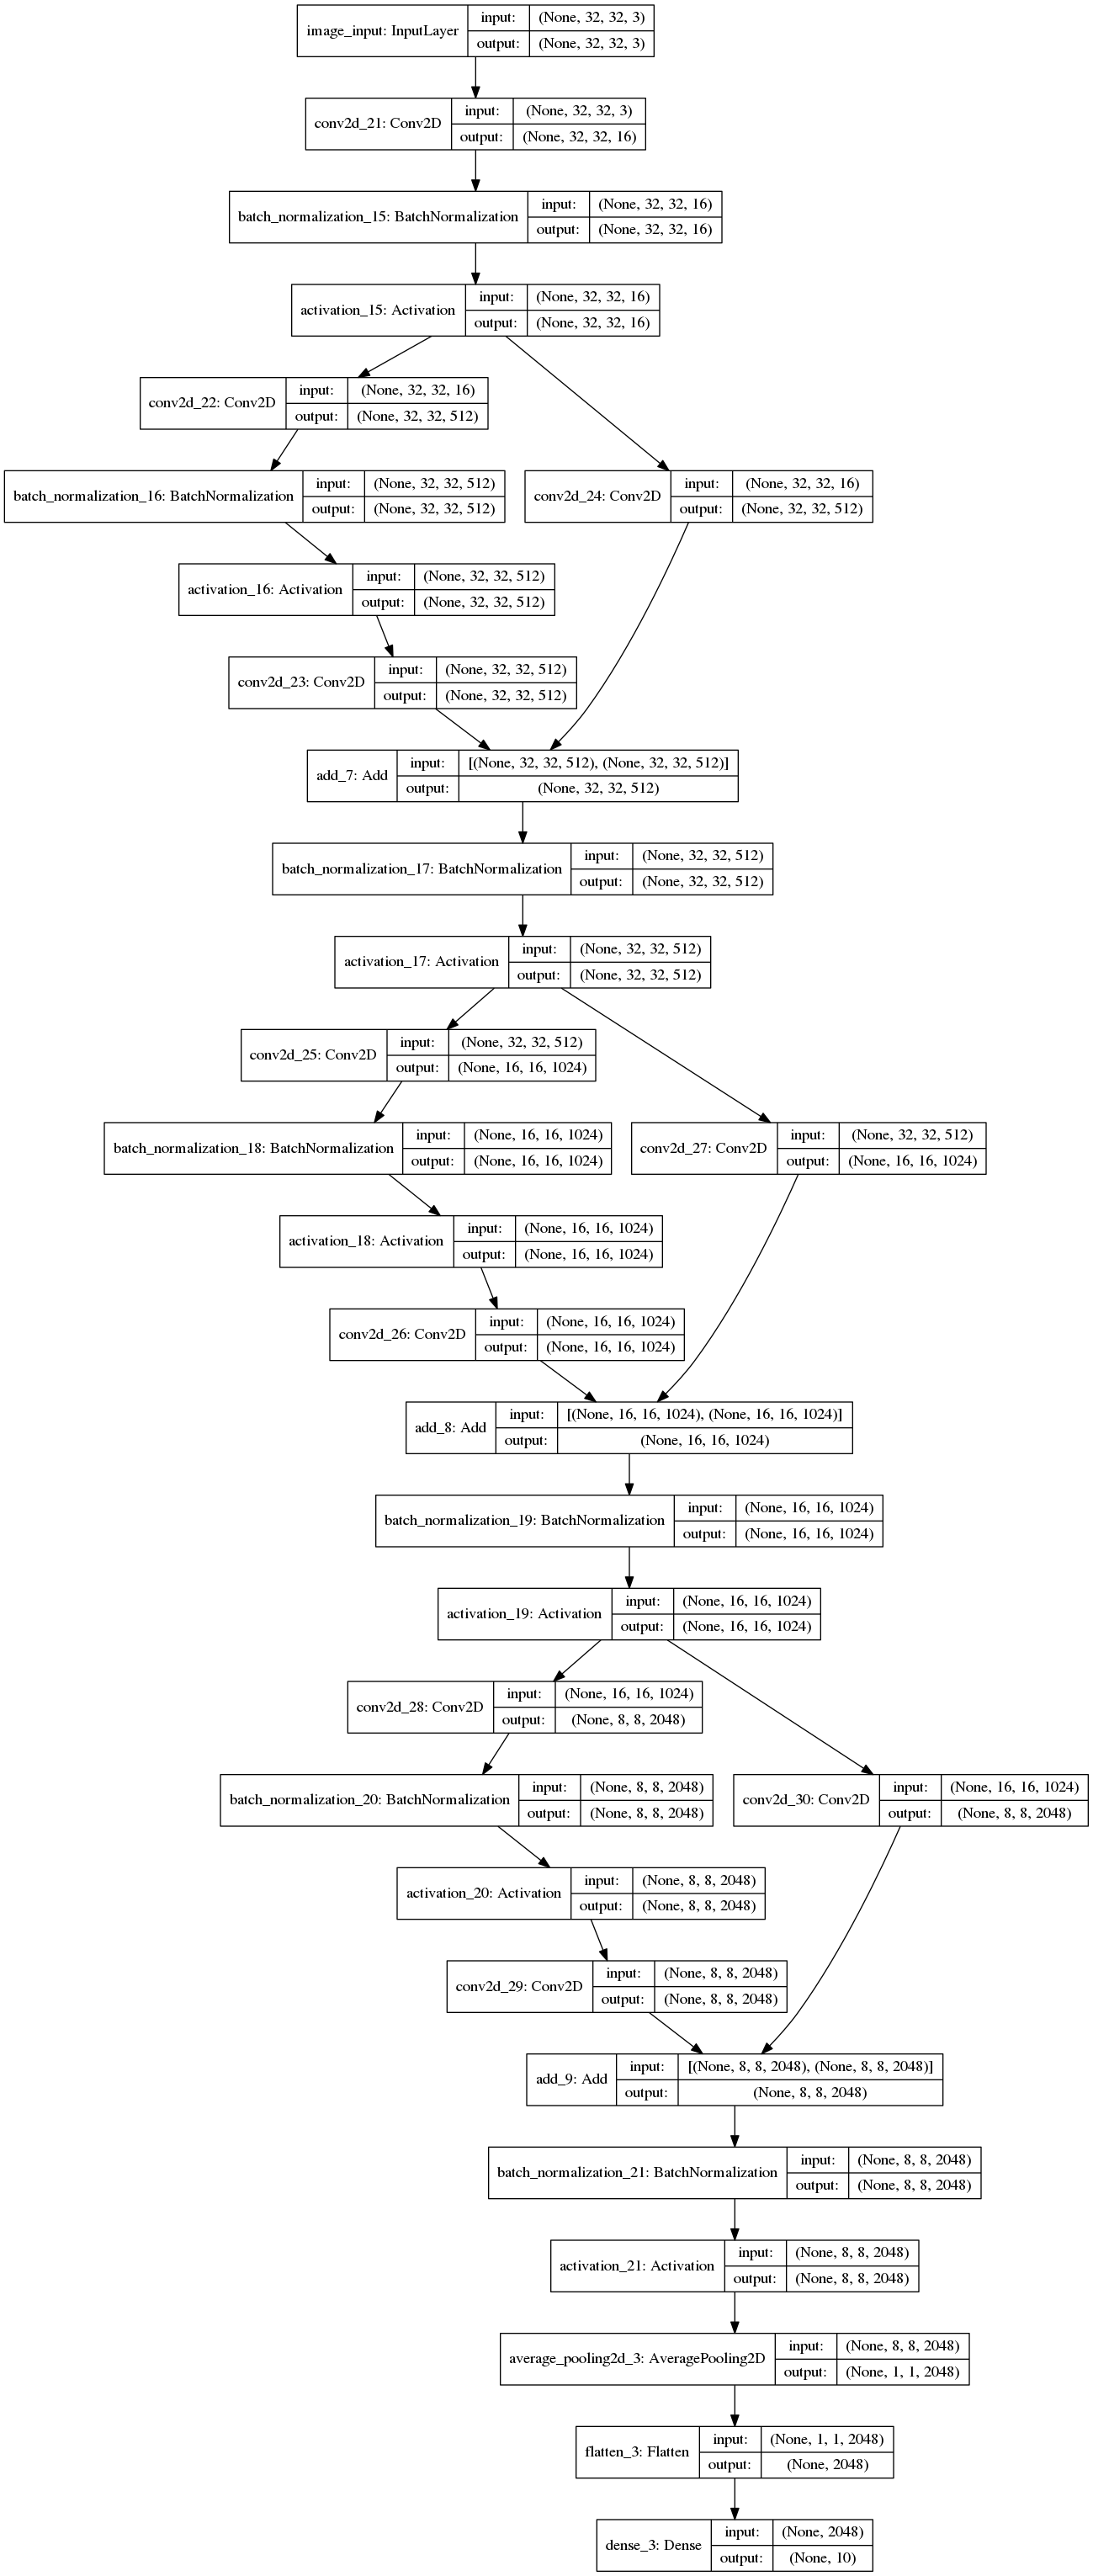 image_input: InputLayer
input: (None, 32, 32, 3)
output: (None, 32, 32, 3)
conv2d_21: Conv2D
input: (None, 32, 32, 3)
output: (None, 32, 32, 16)
batch_normalization_15: BatchNormalization
input: (None, 32, 32, 16)
output: (None, 32, 32, 16)
activation_15: Activation
input: (None, 32, 32, 16)
output: (None, 32, 32, 16)
conv2d_22: Conv2D
input: (None, 32, 32, 16)
output: (None, 32, 32, 512)
batch_normalization_16: BatchNormalization
input: (None, 32, 32, 512)
output: (None, 32, 32, 512)
conv2d_24: Conv2D
input: (None, 32, 32, 16)
output: (None, 32, 32, 512)
activation_16: Activation
input: (None, 32, 32, 512)
output: (None, 32, 32, 512)
conv2d_23: Conv2D
input: (None, 32, 32, 512)
output: (None, 32, 32, 512)
add_7: Add
input: [(None, 32, 32, 512), (None, 32, 32, 512)]
output: (None, 32, 32, 512)
batch_normalization_17: BatchNormalization
input: (None, 32, 32, 512)
output: (None, 32, 32, 512)
activation_17: Activation
input: (None, 32, 32, 512)
output: (None, 32, 32, 512)
conv2d_25: Conv2D
input: (None, 32, 32, 512)
output: (None, 16, 16, 1024)
batch_normalization_18: BatchNormalization
input: (None, 16, 16, 1024)
output: (None, 16, 16, 1024)
conv2d_27: Conv2D
input: (None, 32, 32, 512)
output: (None, 16, 16, 1024)
activation_18: Activation
input: (None, 16, 16, 1024)
output: (None, 16, 16, 1024)
conv2d_26: Conv2D
input: (None, 16, 16, 1024)
output: (None, 16, 16, 1024)
add_8: Add
input: [(None, 16, 16, 1024), (None, 16, 16, 1024)]
output: (None, 16, 16, 1024)
batch_normalization_19: BatchNormalization
input: (None, 16, 16, 1024)
output: (None, 16, 16, 1024)
activation_19: Activation
input: (None, 16, 16, 1024)
output: (None, 16, 16, 1024)
conv2d_28: Conv2D
input: (None, 16, 16, 1024)
output: (None, 8, 8, 2048)
batch_normalization_20: BatchNormalization
input: (None, 8, 8, 2048)
output: (None, 8, 8, 2048)
conv2d_30: Conv2D
input: (None, 16, 16, 1024)
output: (None, 8, 8, 2048)
activation_20: Activation
input: (None, 8, 8, 2048)
output: (None, 8, 8, 2048)
conv2d_29: Conv2D
input: (None, 8, 8, 2048)
output: (None, 8, 8, 2048)
add_9: Add
input: [(None, 8, 8, 2048), (None, 8, 8, 2048)]
output: (None, 8, 8, 2048)
batch_normalization_21: BatchNormalization
input: (None, 8, 8, 2048)
output: (None, 8, 8, 2048)
activation_21: Activation
input: (None, 8, 8, 2048)
output: (None, 8, 8, 2048)
average_pooling2d_3: AveragePooling2D
input: (None, 8, 8, 2048)
output: (None, 1, 1, 2048)
flatten_3: Flatten
input: (None, 1, 1, 2048)
output: (None, 2048)
dense_3: Dense
input: (None, 2048)
output: (None, 10)